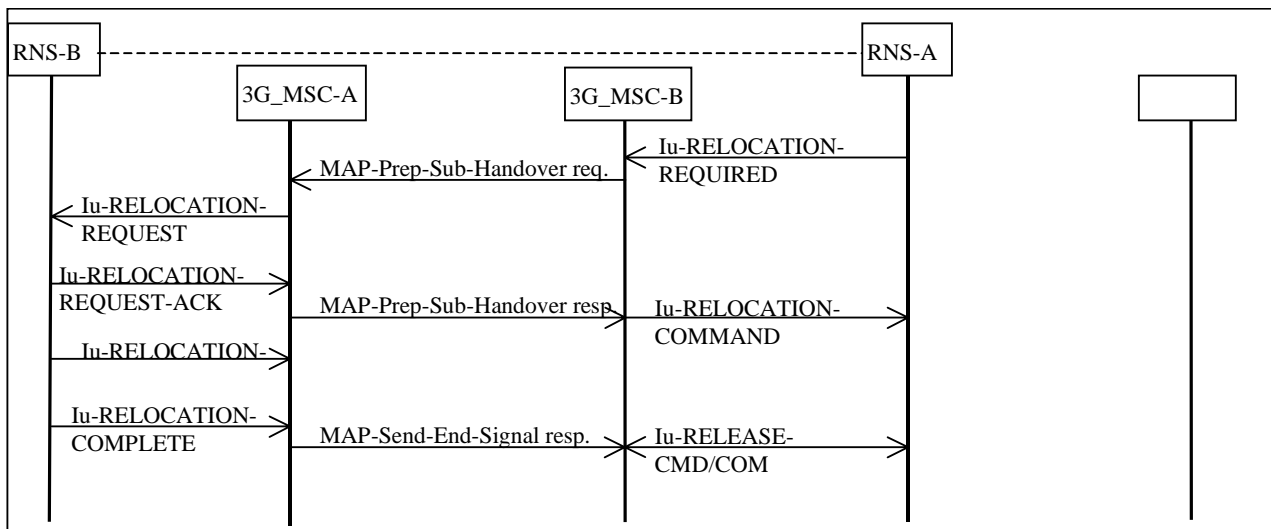 RNS-B
RNS-A
3G_MSC-A
3G_MSC-B
Iu-RELOCATION-
REQUIRED
MAP-Prep-Sub-Handover req.
Iu-RELOCATION-
REQUEST
Iu-RELOCATION-
REQUEST-ACK
MAP-Prep-Sub-Handover resp
Iu-RELOCATION-
COMMAND
Iu-RELOCATION-
Iu-RELOCATION-
COMPLETE
MAP-Send-End-Signal resp.
Iu-RELEASE-
CMD/COM